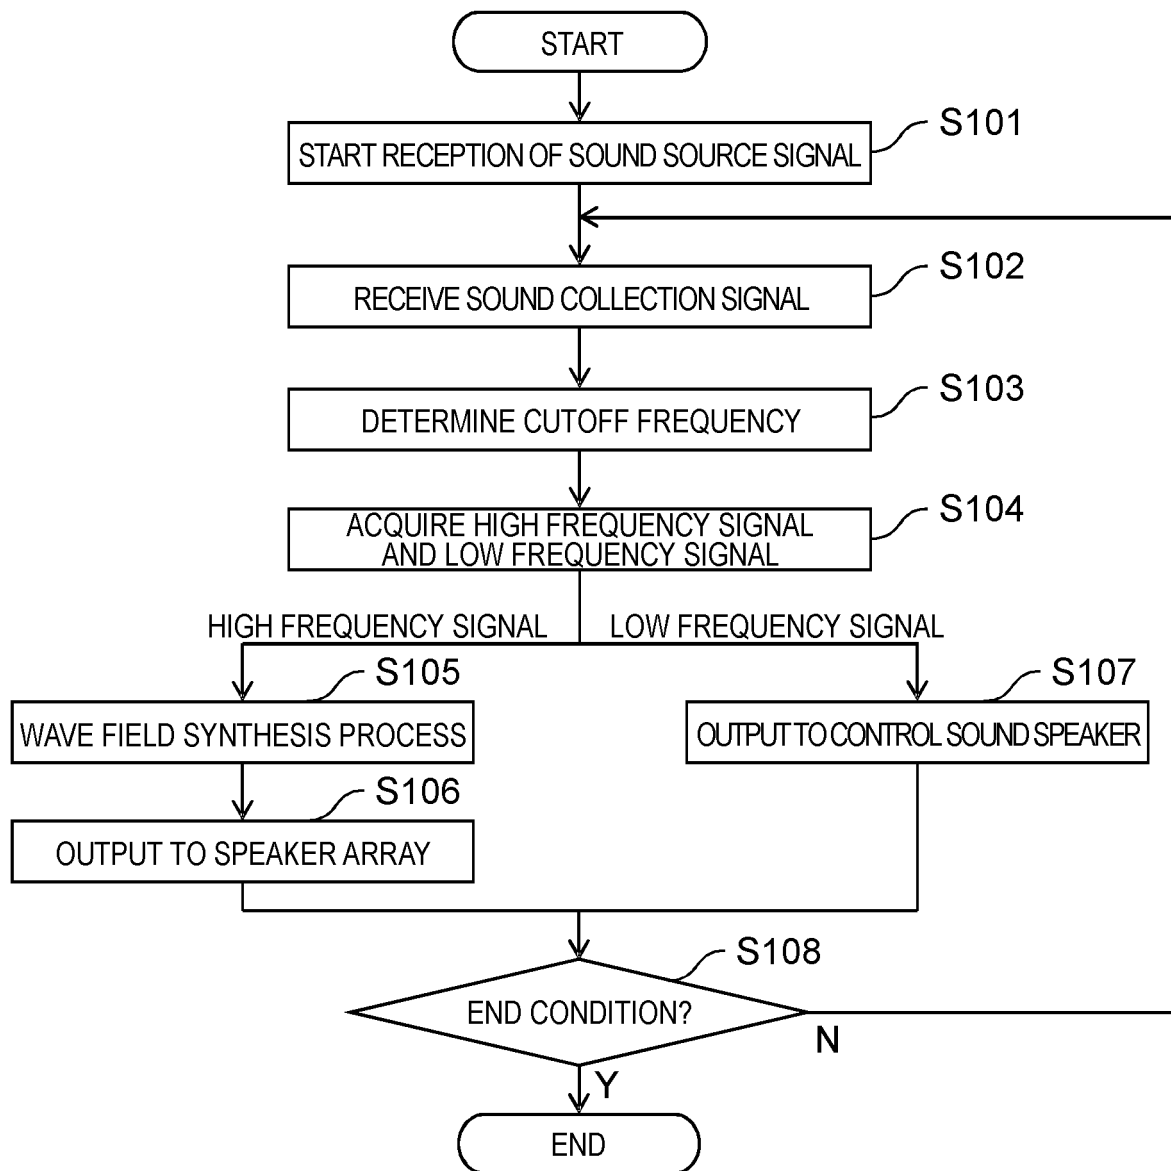 START
S101
START RECEPTION OF SOUND SOURCE SIGNAL
S102
RECEIVE SOUND COLLECTION SIGNAL
S103
DETERMINE CUTOFF FREQUENCY
S104
ACQUIRE HIGH FREQUENCY SIGNAL
AND LOW FREQUENCY SIGNAL
HIGH FREQUENCY SIGNAL
LOW FREQUENCY SIGNAL
S105
WAVE FIELD SYNTHESIS PROCESS
S107
OUTPUT TO CONTROL SOUND SPEAKER
S106
OUTPUT TO SPEAKER ARRAY
S108
END CONDITION?
N
Y
END